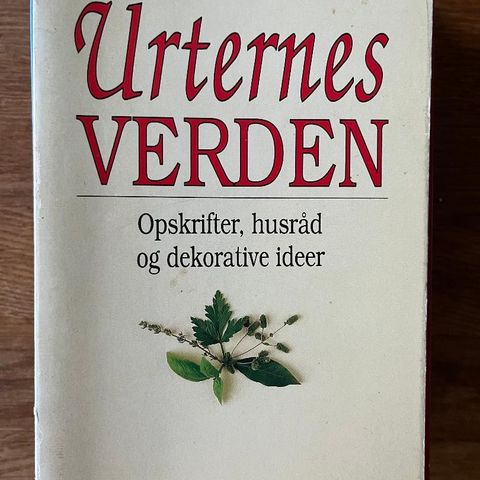 Urternes
VERDEN
Opskrifter, husråd
og dekorative ideer